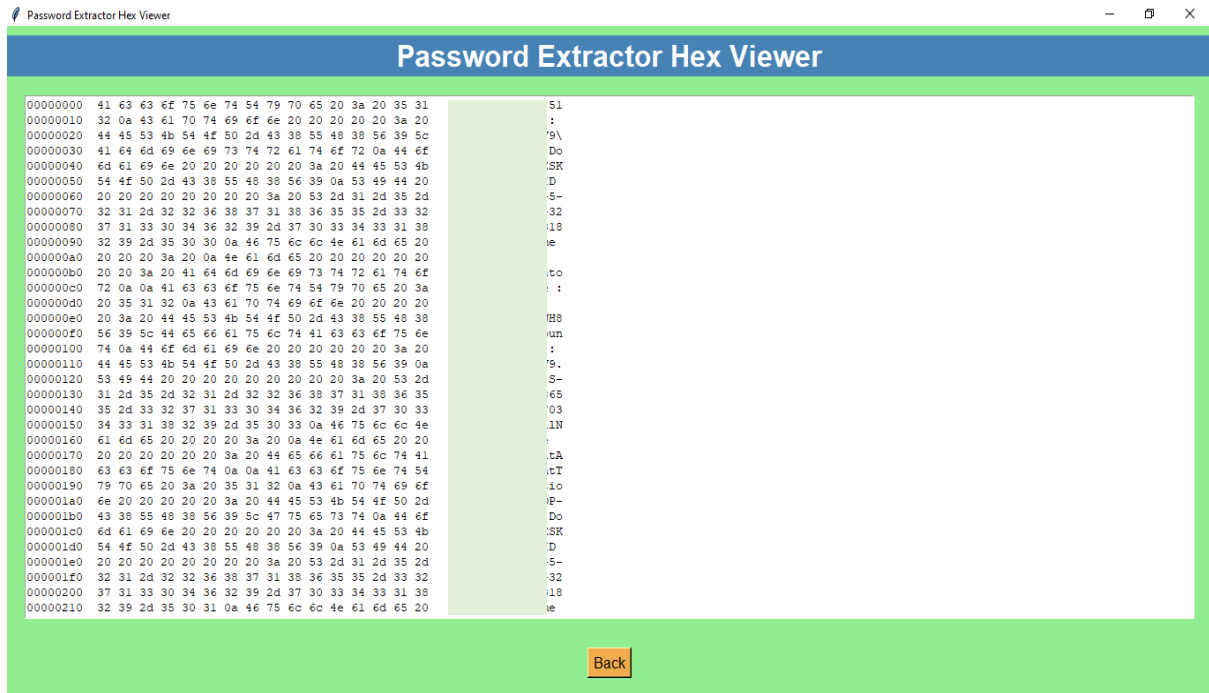 Password Extractor Hex Viewer
Password Extractor Hex Viewer
00000000 41 63 63 6f 75 6e 74 54 79 70 65 20 3a 20 35 31 51
00000010 32 0a 43 61 70 74 69 6f 6e 20 20 20 20 20 3a 20 :
00000020 44 45 53 4b 54 4f 50 2d 43 38 55 48 38 56 39 5c 9\
00000030 41 64 6d 69 6e 69 73 74 72 61 74 6f 72 0a 44 6f Do
00000040 6d 61 69 6e 20 20 20 20 20 20 3a 20 44 45 53 4b SK
00000050 54 4f 50 2d 43 38 55 48 38 56 39 0a 53 49 44 20 D
00000060 20 20 20 20 20 20 20 20 3a 20 53 2d 31 2d 35 2d 5-
00000070 32 31 2d 32 32 36 38 37 31 38 36 35 35 2d 33 32 32
00000080 37 31 33 30 34 36 32 39 2d 37 30 33 34 33 31 38 18
00000090 32 39 2d 35 30 30 0a 46 75 6c 6c 4e 61 6d 65 20 e
000000a0 20 20 20 3a 20 0a 4e 61 6d 65 20 20 20 20 20 20
000000b0 20 20 3a 20 41 64 6d 69 6e 69 73 74 72 61 74 6f to
000000c0 72 0a 0a 41 63 63 6f 75 6e 74 54 79 70 65 20 3a :
000000d0 20 35 31 32 0a 43 61 70 74 69 6f 6e 20 20 20 20
000000e0 20 3a 20 44 45 53 4b 54 4f 50 2d 43 38 55 48 38 H8
000000f0 56 39 5c 44 65 66 61 75 6c 74 41 63 63 6f 75 6e un
00000100 74 0a 44 6f 6d 61 69 6e 20 20 20 20 20 20 3a 20 :
00000110 44 45 53 4b 54 4f 50 2d 43 38 55 48 38 56 39 0a 9.
00000120 53 49 44 20 20 20 20 20 20 20 20 20 3a 20 53 2d S-
00000130 31 2d 35 2d 32 31 2d 32 32 36 38 37 31 38 36 35 65
00000140 35 2d 33 32 37 31 33 30 34 36 32 39 2d 37 30 33 03
00000150 34 33 31 38 32 39 2d 35 30 33 0a 46 75 6c 6c 4e lN
00000160 61 6d 65 20 20 20 20 3a 20 0a 4e 61 6d 65 20 20
00000170 20 20 20 20 20 20 3a 20 44 65 66 61 75 6c 74 41 tA
00000180 63 63 6f 75 6e 74 0a 0a 41 63 63 6f 75 6e 74 54 tT
00000190 79 70 65 20 3a 20 35 31 32 0a 43 61 70 74 69 6f io
000001a0 6e 20 20 20 20 20 3a 20 44 45 53 4b 54 4f 50 2d P-
000001b0 43 38 55 48 38 56 39 5c 47 75 65 73 74 0a 44 6f Do
000001c0 6d 61 69 6e 20 20 20 20 20 20 3a 20 44 45 53 4b SK
000001d0 54 4f 50 2d 43 38 55 48 38 56 39 0a 53 49 44 20 D
000001e0 20 20 20 20 20 20 20 20 3a 20 53 2d 31 2d 35 2d 5-
000001f0 32 31 2d 32 32 36 38 37 31 38 36 35 35 2d 33 32 32
00000200 37 31 33 30 34 36 32 39 2d 37 30 33 34 33 31 38 18
00000210 32 39 2d 35 30 31 0a 46 75 6c 6c 4e 61 6d 65 20 e
Back